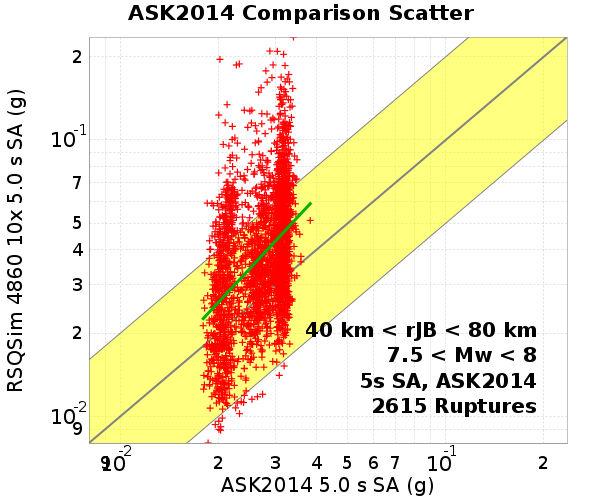 ASK2014 Comparison Scatter
RSQSim 4860 10x 5.0 s SA (g)
2
10-1
7
5
4
3
2
10-2
9
40 km < rJB < 80 km
7.5 < Mw < 8
5s SA, ASK2014
2615 Ruptures
9 10-2 2 3 4 5 6 7 10-1 2
ASK2014 5.0 s SA (g)